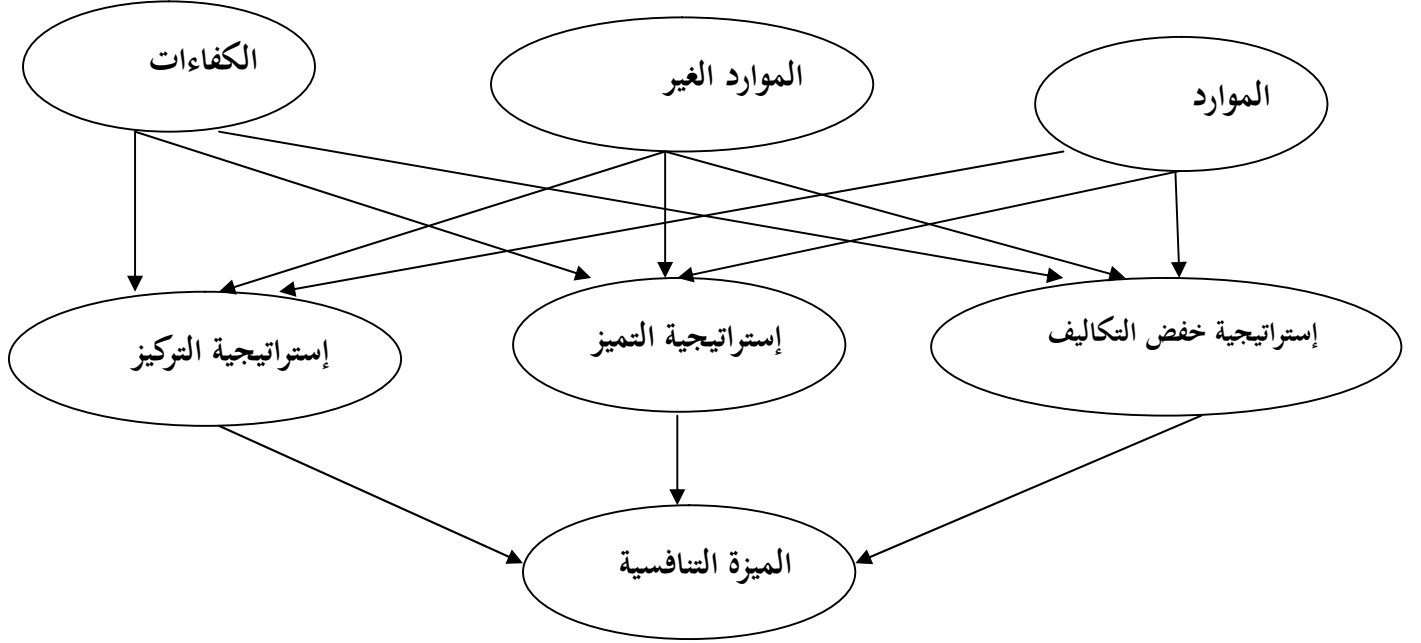 الموارد
الموارد الغير
الكفاءات
إستراتيجية خفض التكاليف
إستراتيجية التميز
إستراتيجية التركيز
الميزة التنافسية